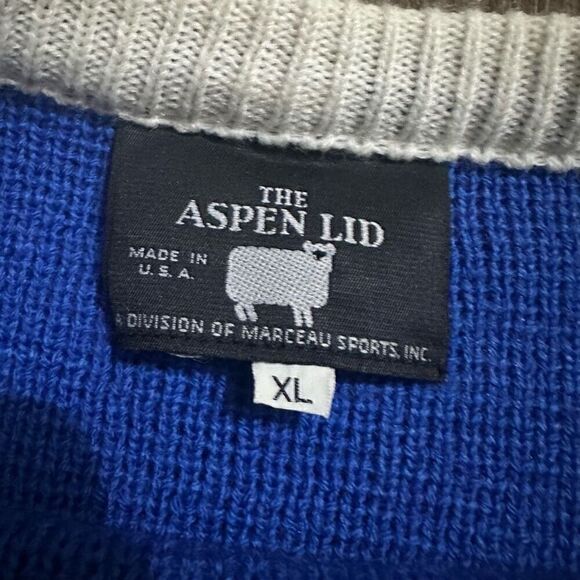 THE
ASPEN LID
MADE IN
U.S.A.
A DIVISION OF MARCEAU SPORTS, INC.
XL